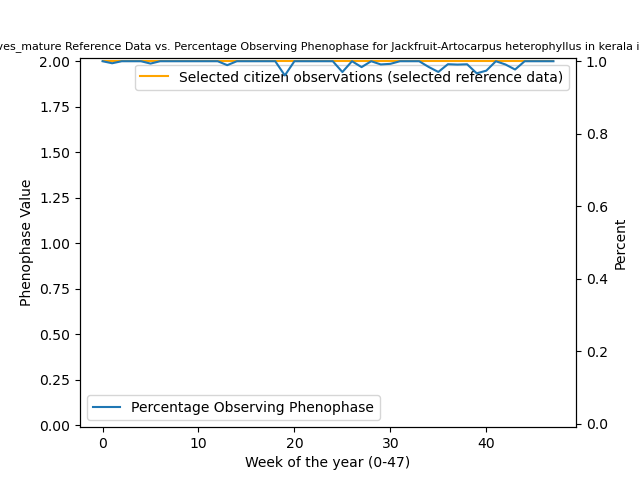 ves_mature Reference Data vs. Percentage Observing Phenophase for Jackfruit-Artocarpus heterophyllus in kerala i
2.00
1.75
1.50
1.25
1.00
0.75
0.50
0.25
0.00
Phenophase Value
Selected citizen observations (selected reference data)
Percentage Observing Phenophase
1.0
0.8
0.6
0.4
0.2
0.0
Percent
0 10 20 30 40
Week of the year (0-47)